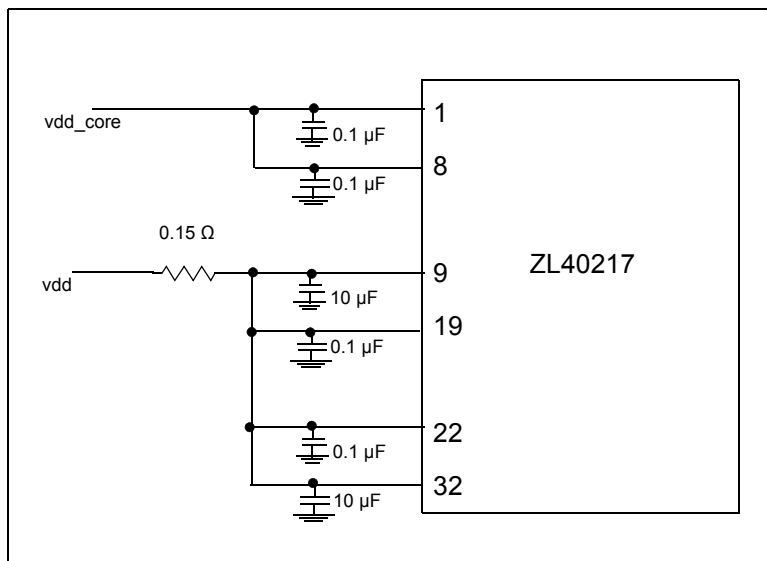 vdd_core
1
0.1 µF
8
0.1 µF
0.15 Ω
ZL40217
vdd
9
10 µF
19
0.1 µF
22
0.1 µF
32
10 µF